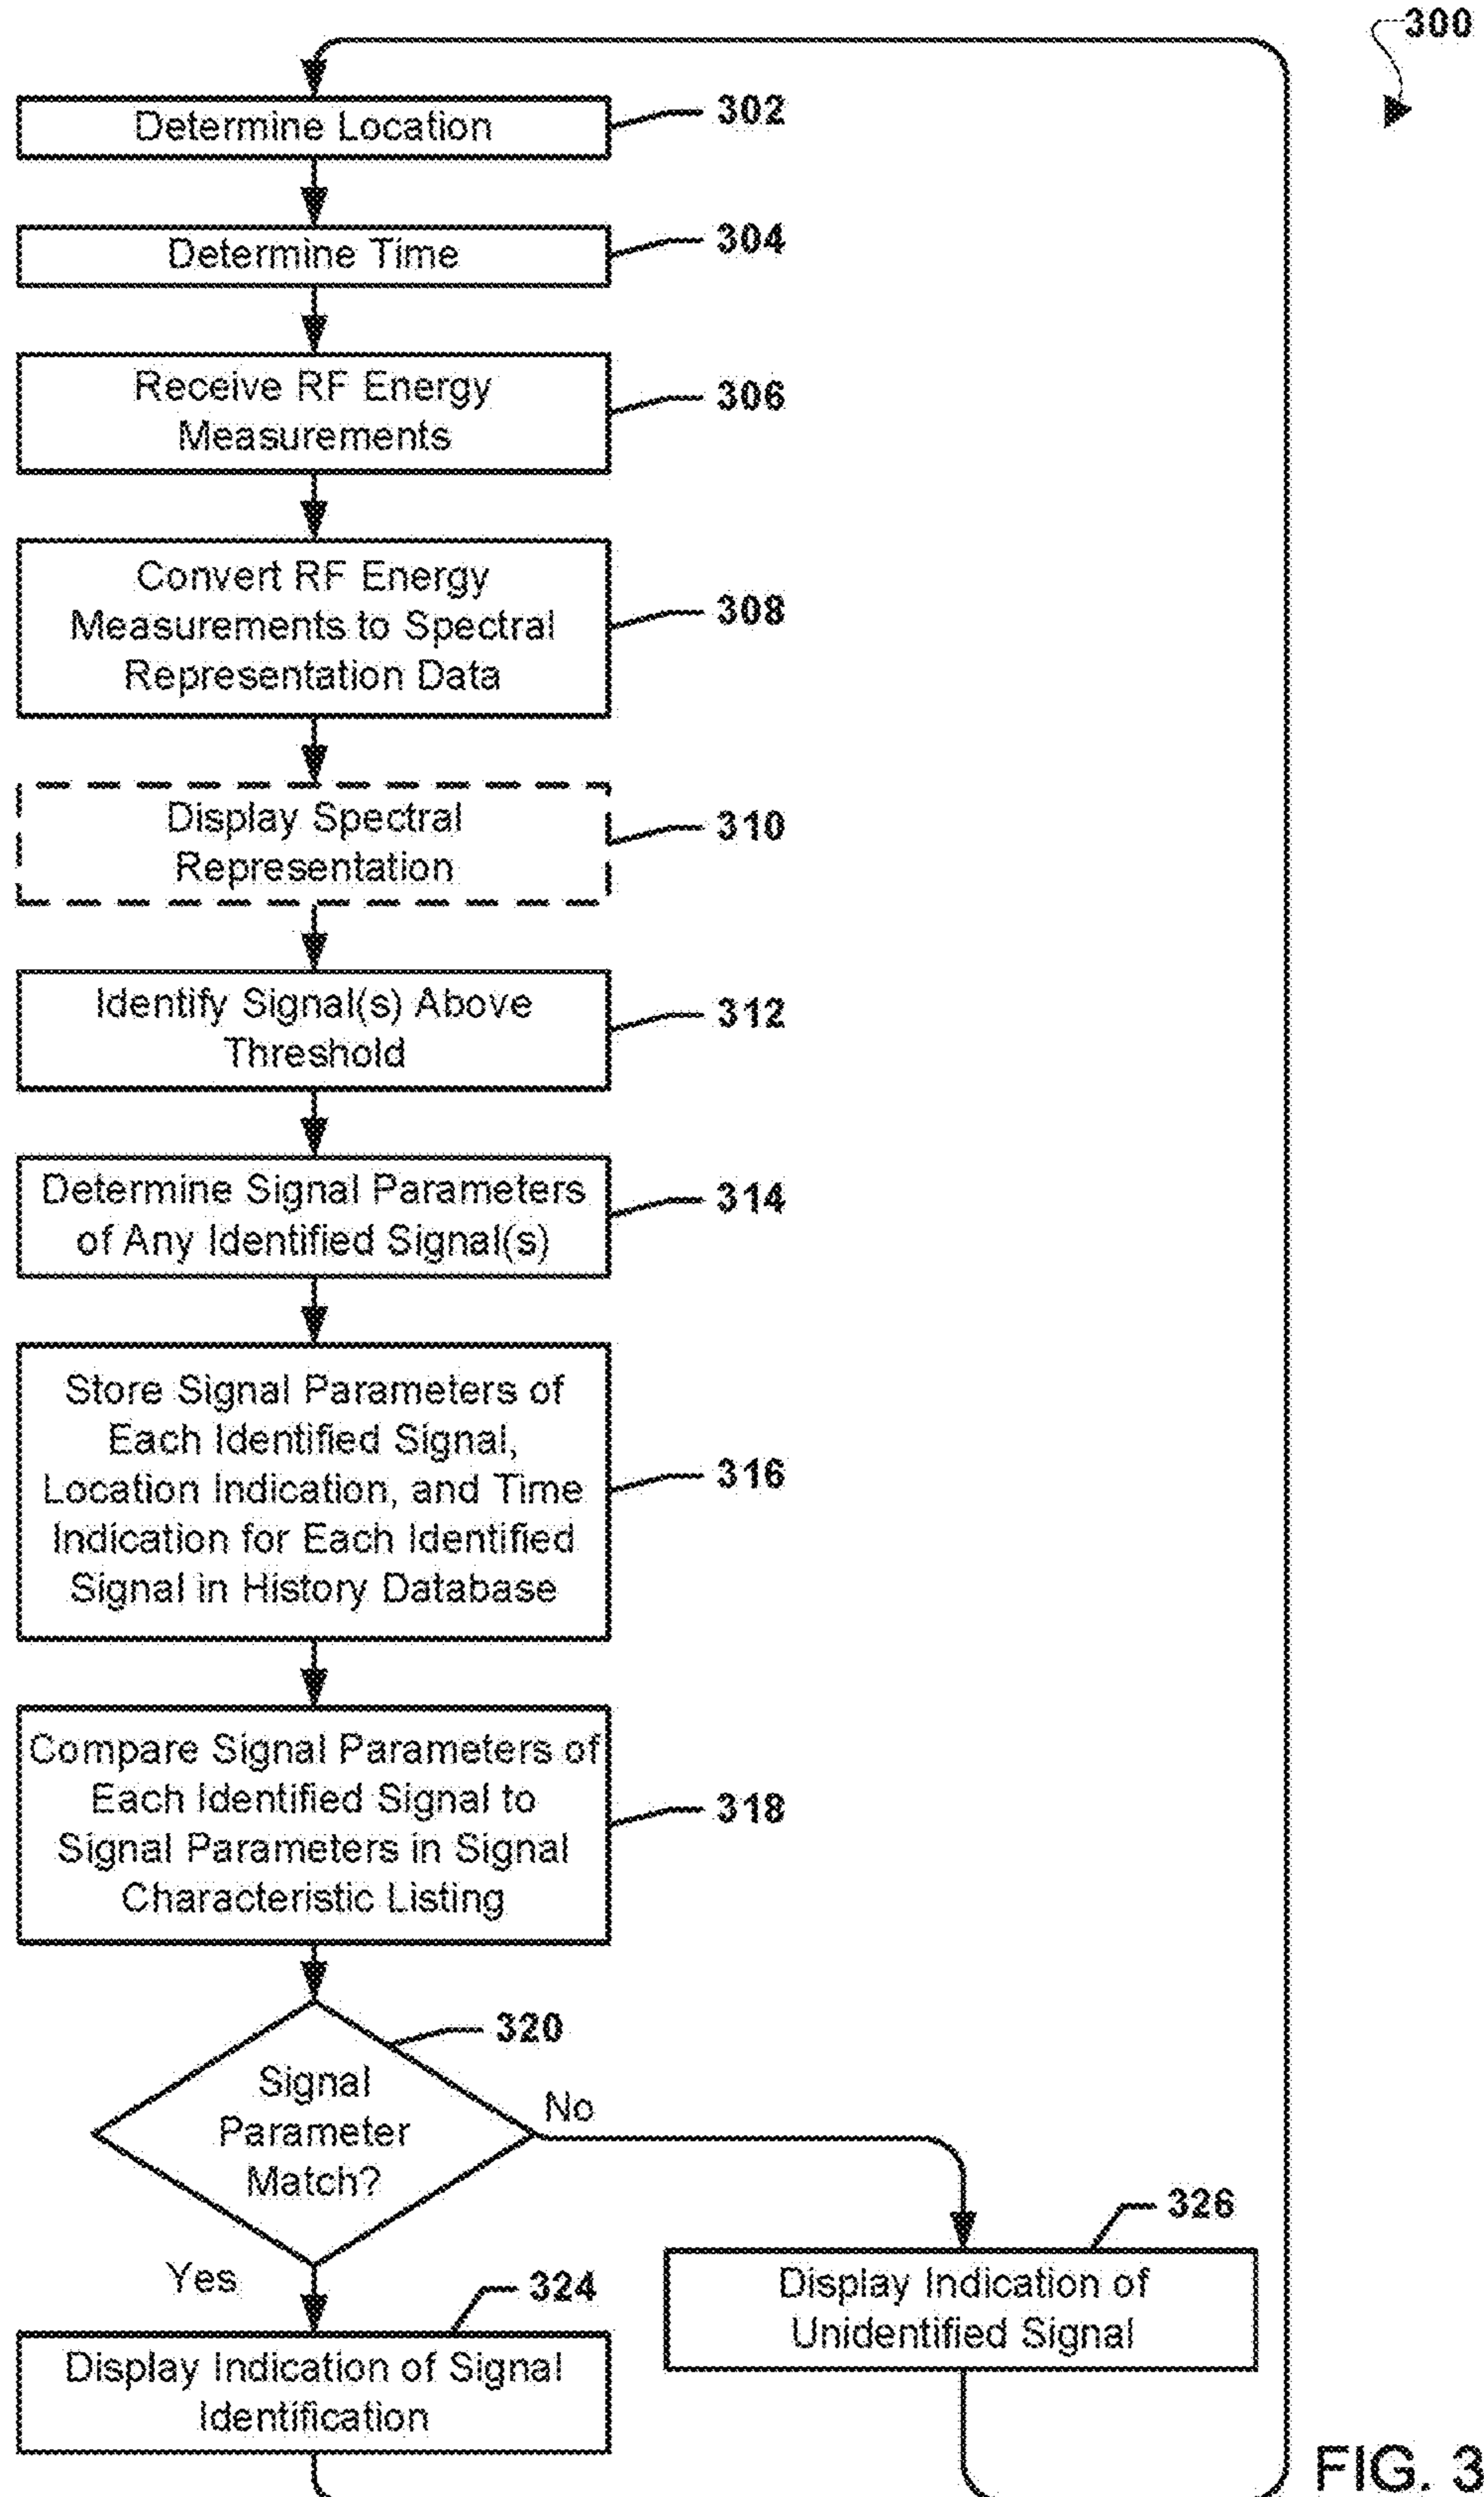 300
Determine Location
302
Determine Time
304
Receive RF Energy
Measurements
306
Convert RF Energy
Measurements to Spectral
Representation Data
308
Display Spectral
Representation
310
Identify Signal(s) Above
Threshold
312
Determine Signal Parameters
of Any Identified Signal(s)
314
Store Signal Parameters of
Each Identified Signal,
Location Indication, and Time
Indication for Each Identified
Signal in History Database
316
Compare Signal Parameters of
Each Identified Signal to
Signal Parameters in Signal
Characteristic Listing
318
320
Signal
Parameter
Match?
No
Yes
326
Display Indication of
Unidentified Signal
324
Display Indication of Signal
Identification
FIG. 3